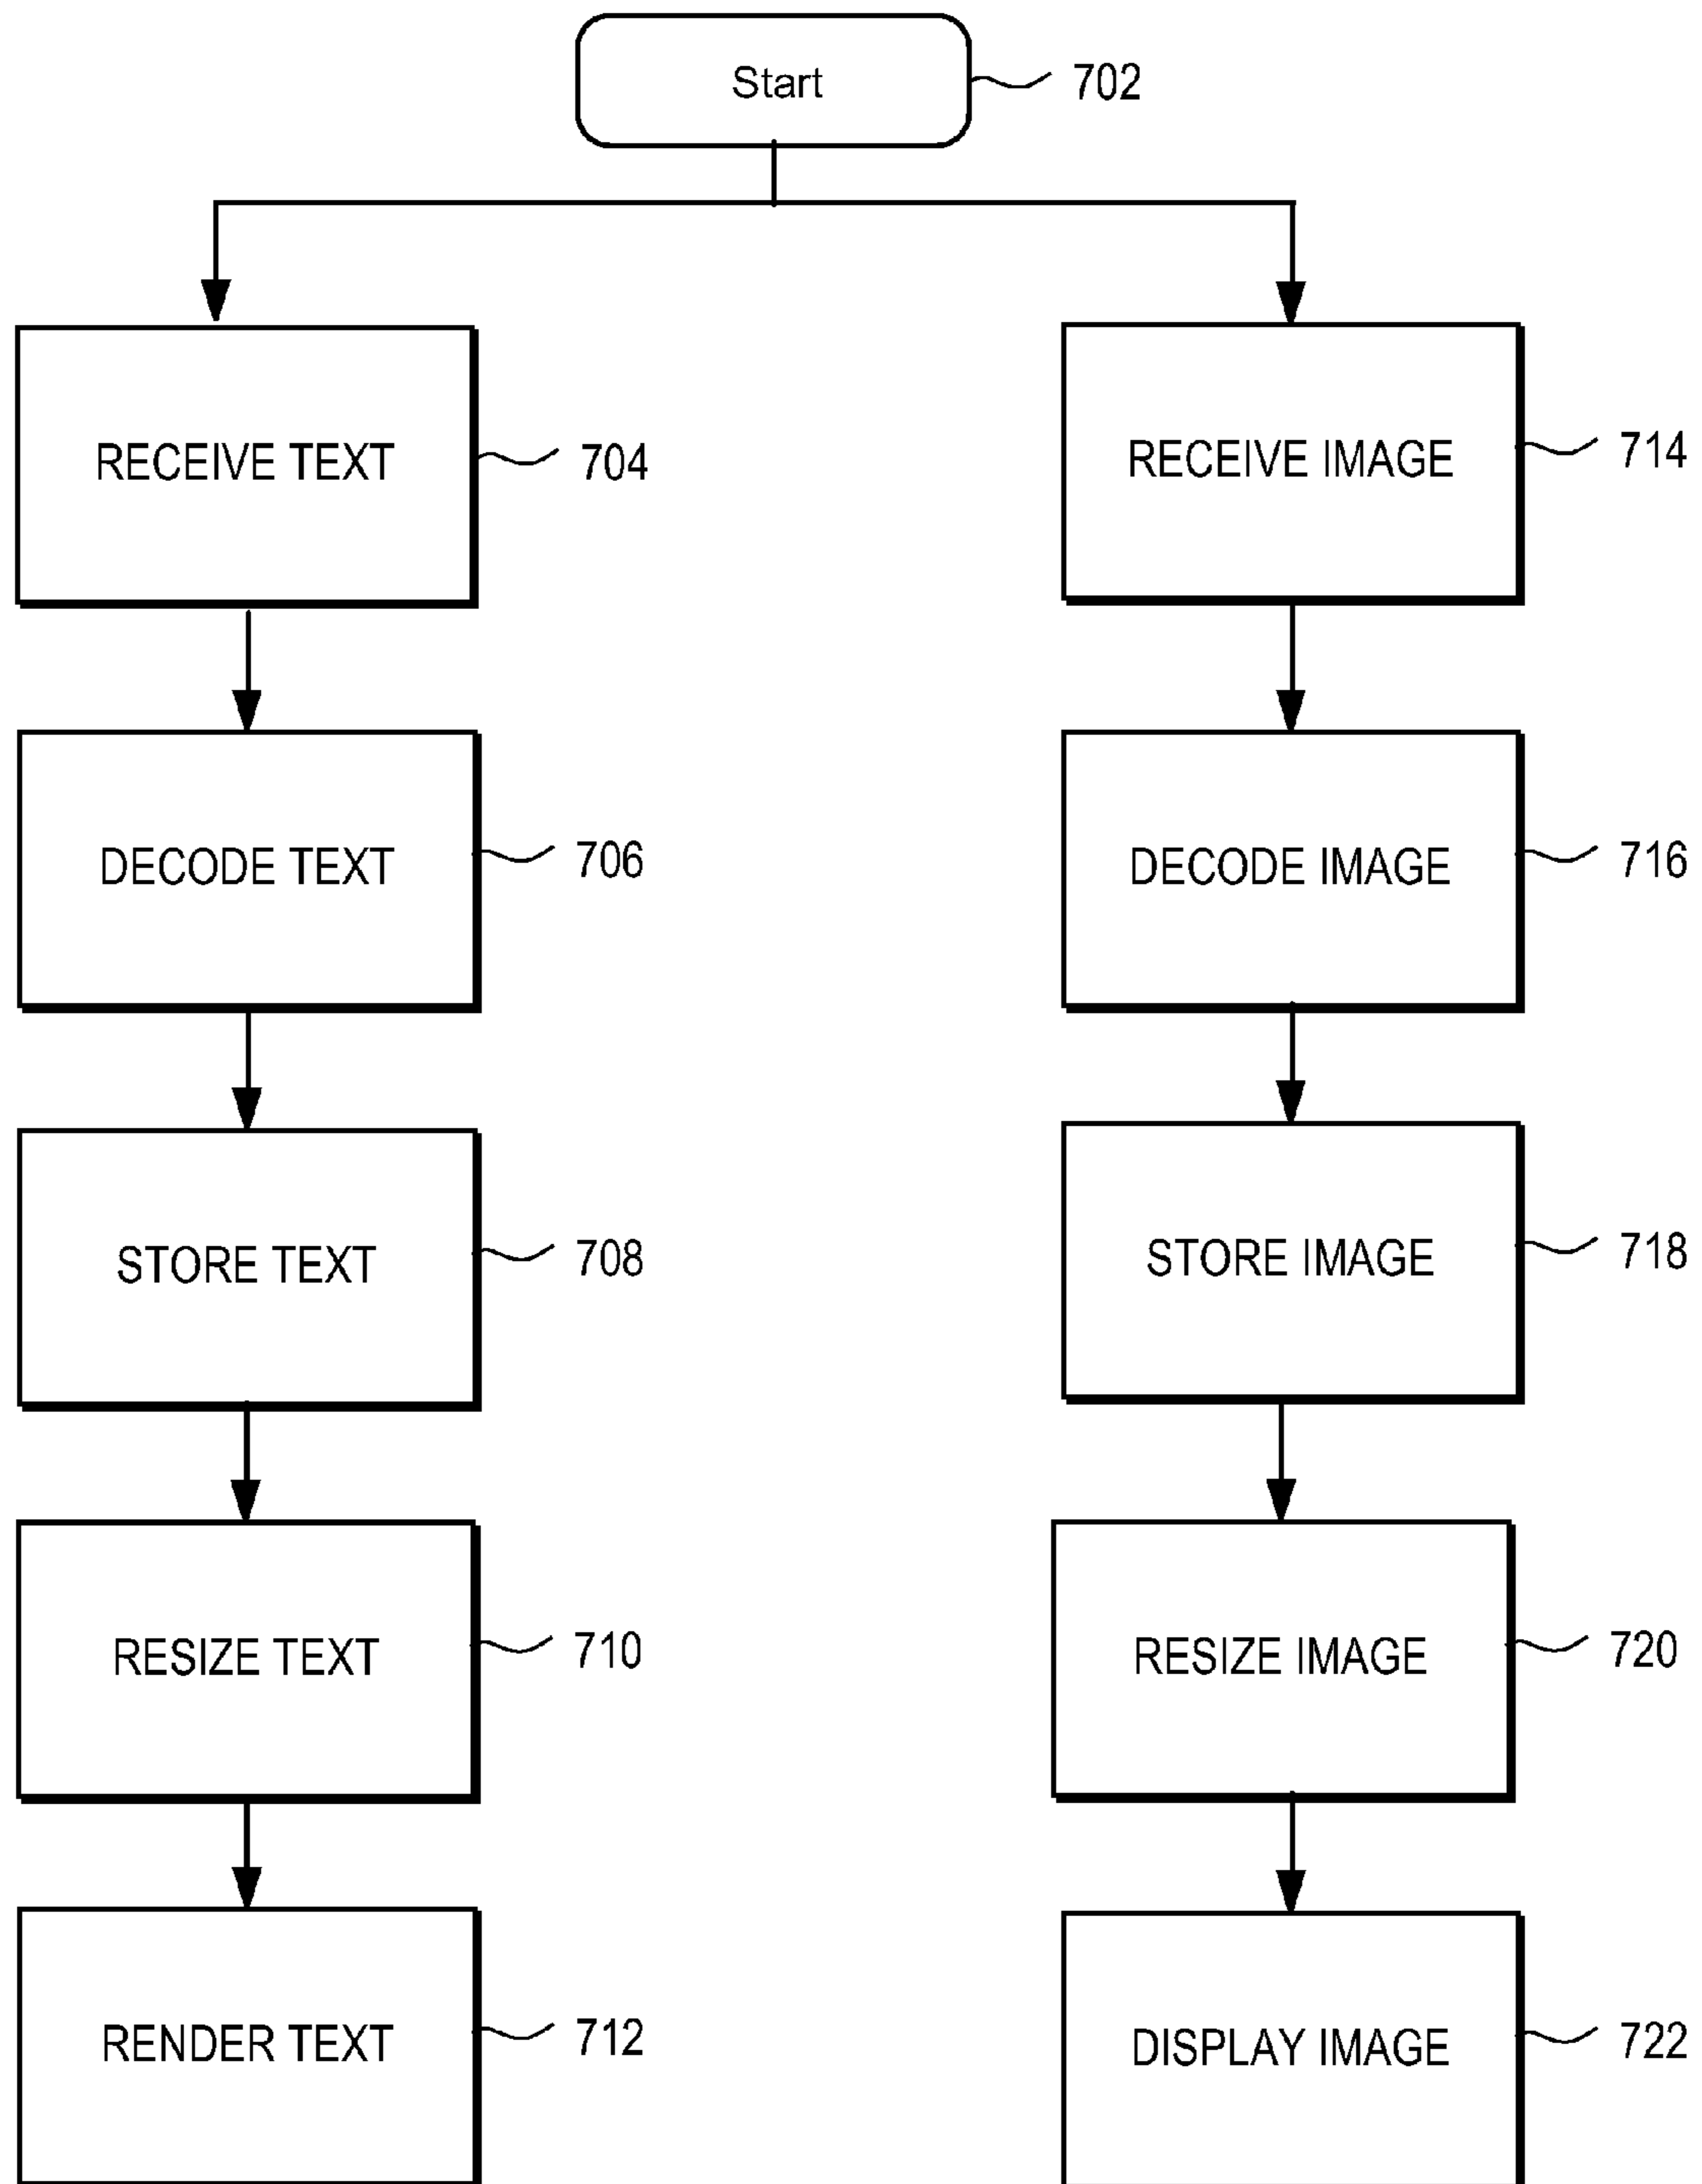 Start
702
RECEIVE TEXT
704
RECEIVE IMAGE
714
DECODE TEXT
706
DECODE IMAGE
716
STORE TEXT
708
STORE IMAGE
718
RESIZE TEXT
710
RESIZE IMAGE
720
RENDER TEXT
712
DISPLAY IMAGE
722